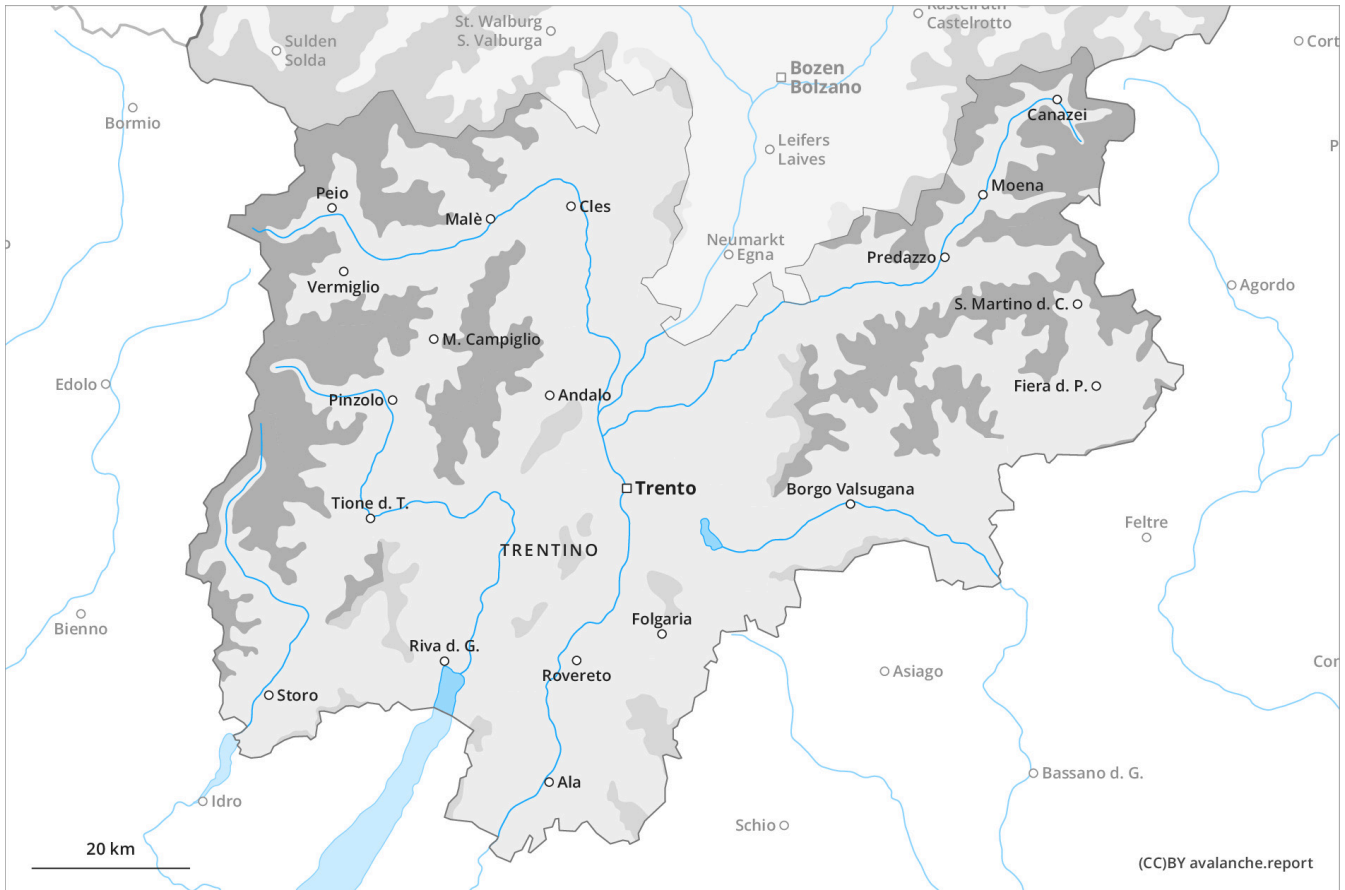 St. Walburg
S. Valburga
Kastelruth
Castelrotto
Sulden
Solda
Cort
Bozen
Bolzano
Bormio
Canazei
Leifers
Laives
P
Peio
Moena
Malè
Cles
Neumarkt
Egna
Predazzo
Vermiglio
Agordo
S. Martino d. C.
M. Campiglio
Edolo
Fiera d. P.
Pinzolo
Andalo
Trento
Borgo Valsugana
Tione d. T.
Feltre
TRENTINO
Bienno
Folgaria
Riva d. G.
Rovereto
Asiago
Cor
Storo
Bassano d. G.
Ala
Idro
Schio
20 km
(CC)BY avalanche.report